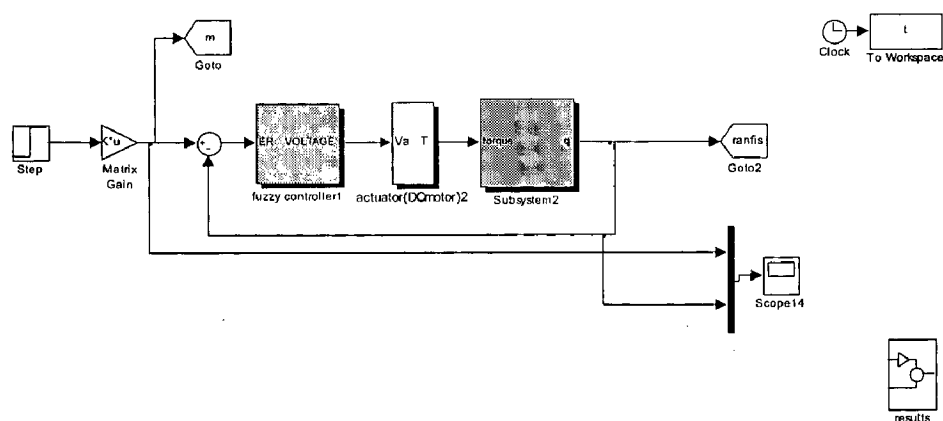 m
Goto
t
Clock
To Workspace
Step
K*u
Matrix
Gain
ER
VOLTAGE
fuzzy controller1
Va
T
actuator(DCmotor)2
torque
q
Subsystem2
ranfis
Goto2
Scope14
results